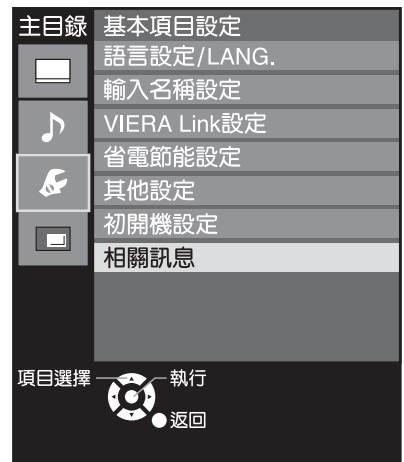 主目錄
基本項目設定
語言設定/LANG.
輸入名稱設定
VIERA Link設定
省電節能設定
其他設定
初開機設定
相關訊息
項目選擇
執行
返回